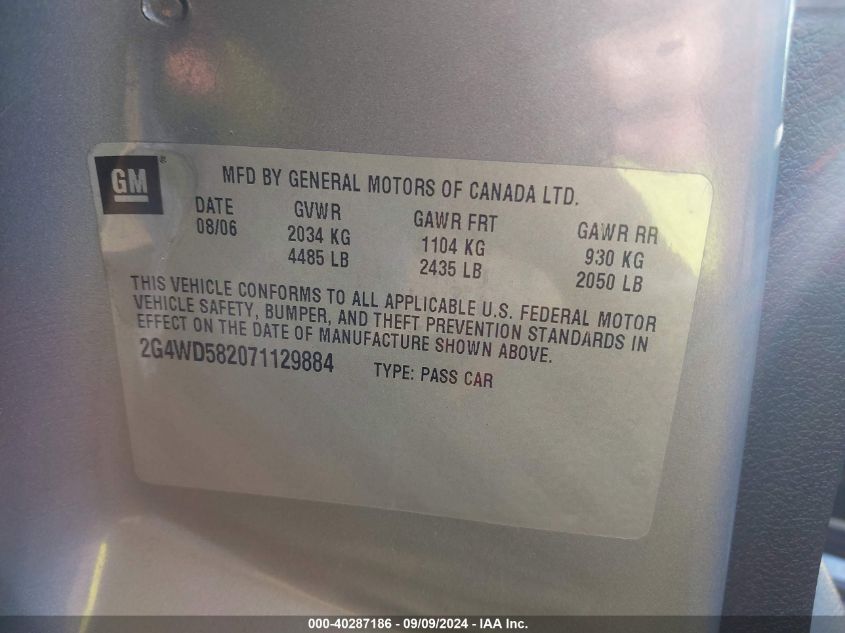 GM ®
MFD BY GENERAL MOTORS OF CANADA LTD.
DATE GVWR GAWR FRT GAWR RR
08/06 2034 KG 1104 KG 930 KG
4485 LB 2435 LB 2050 LB
THIS VEHICLE CONFORMS TO ALL APPLICABLE U.S. FEDERAL MOTOR
VEHICLE SAFETY, BUMPER, AND THEFT PREVENTION STANDARDS IN
EFFECT ON THE DATE OF MANUFACTURE SHOWN ABOVE.
2G4WD582071129884 TYPE: PASS CAR
000-40287186 - 09/09/2024 - IAA Inc.